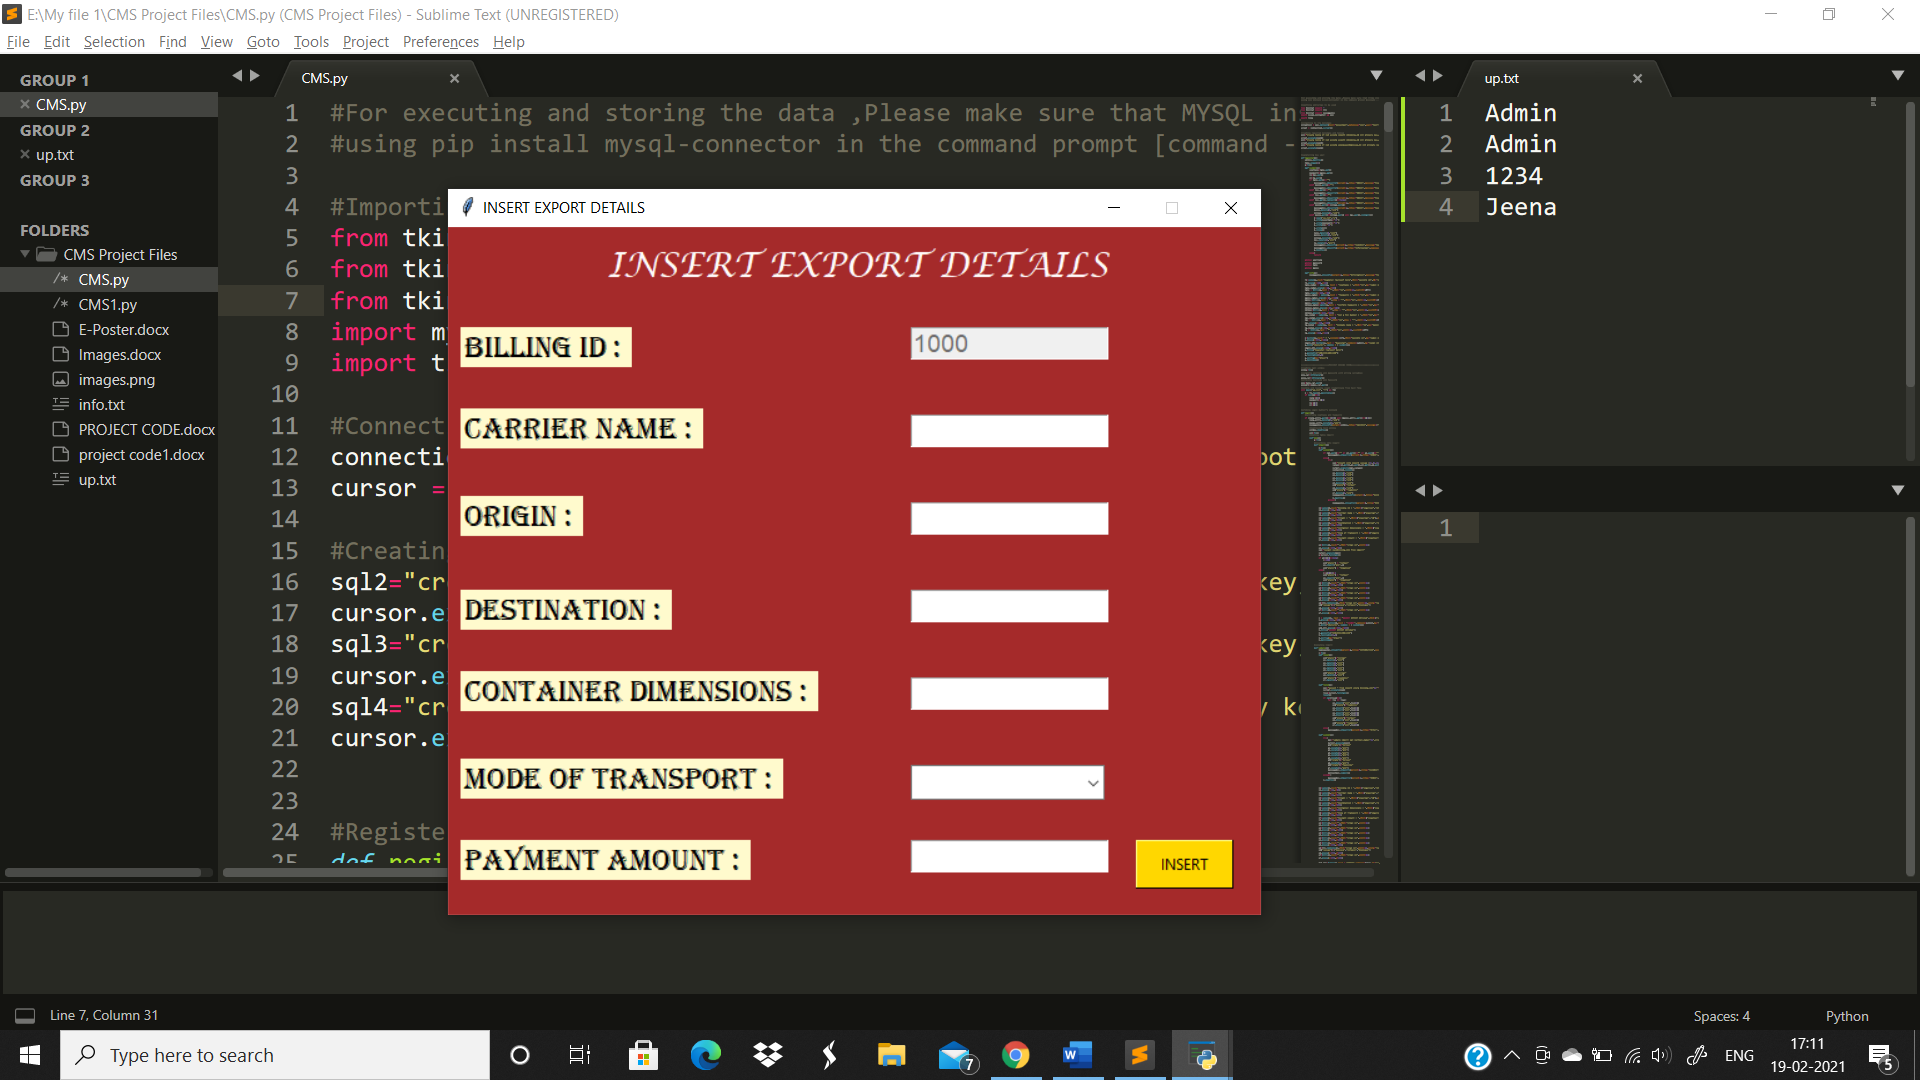 E:\My file 1\CMS Project Files\CMS.py (CMS Project Files) - Sublime Text (UNREGISTERED)
File Edit Selection Find View Goto Tools Project Preferences Help
GROUP 1
CMS.py
GROUP 2
up.txt
GROUP 3
FOLDERS
CMS Project Files
CMS.py
CMS1.py
E-Poster.docx
Images.docx
images.png
info.txt
PROJECT CODE.docx
project code1.docx
up.txt
CMS.py
1 #For executing and storing the data ,Please make sure that MYSQL in
2 #using pip install mysql-connector in the command prompt [command -
3
4 #Importi
5 from tki
6 from tki
7 from tki
8 import m
9 import t
10
11 #Connect
12 connecti oot
13 cursor =
14
15 #Creatin
16 sql2="cr key
17 cursor.e
18 sql3="cr key
19 cursor.e
20 sql4="cr y k
21 cursor.e
22
23
24 #Registe
25 def regi
INSERT EXPORT DETAILS
INSERT EXPORT DETAILS
BILLING ID : 1000
CARRIER NAME :
ORIGIN :
DESTINATION :
CONTAINER DIMENSIONS :
MODE OF TRANSPORT :
PAYMENT AMOUNT :
INSERT
up.txt
1 Admin
2 Admin
3 1234
4 Jeena
1
Line 7, Column 31
Spaces: 4
Python
Type here to search
7
ENG
17:11
19-02-2021
5